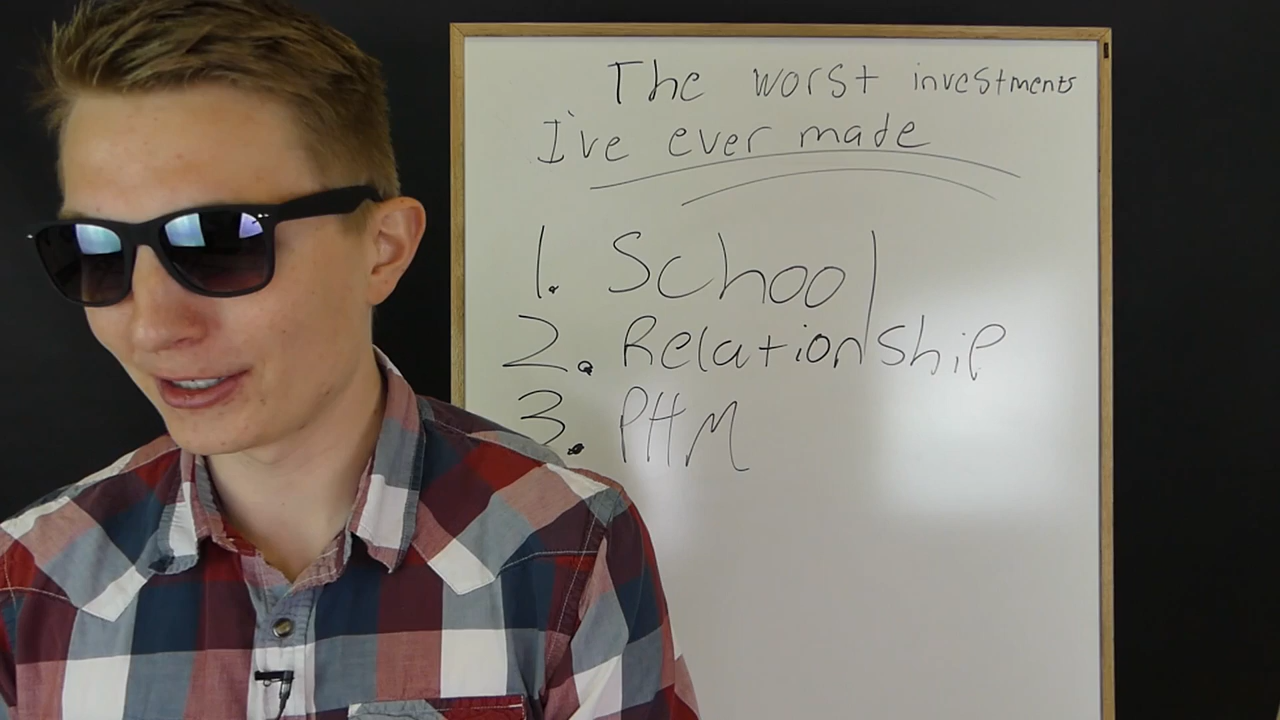 The worst investments
I've ever made
1. School
2. Relationship
3. PHM